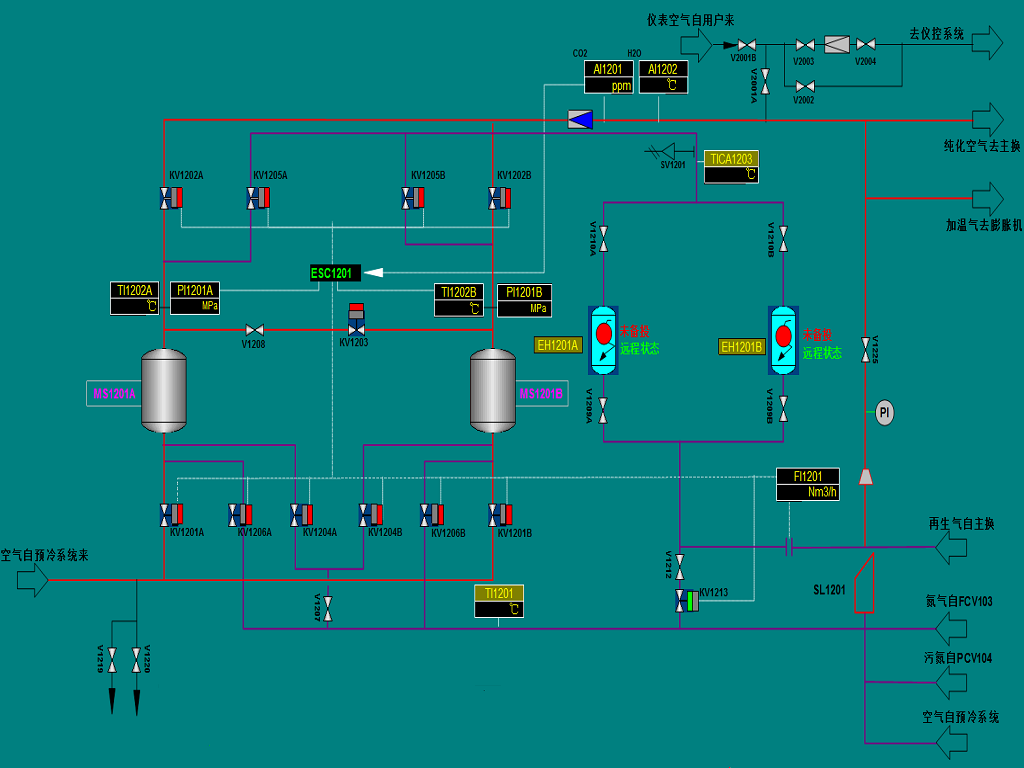 仪表空气自用户来
去仪控系统
V2001B
V2003
V2004
CO2
H2O
AI1201
ppm
AI1202
℃
V2001A
V2002
纯化空气去主换
SV1201
TICA1203
℃
KV1202A
KV1205A
KV1205B
KV1202B
加温气去膨胀机
V1210A
V1210B
ESC1201
TI1202A
℃
PI1201A
MPa
TI1202B
℃
PI1201B
MPa
V1208
KV1203
EH1201A
未备投
远程状态
EH1201B
未备投
远程状态
V1225
MS1201A
MS1201B
V1209A
V1209B
PI
FI1201
Nm3/h
KV1201A
KV1206A
KV1204A
KV1204B
KV1206B
KV1201B
再生气自主换
空气自预冷系统来
V1212
KV1213
SL1201
TI1201
℃
V1207
氮气自FCV103
V1219
V1220
污氮自PCV104
空气自预冷系统